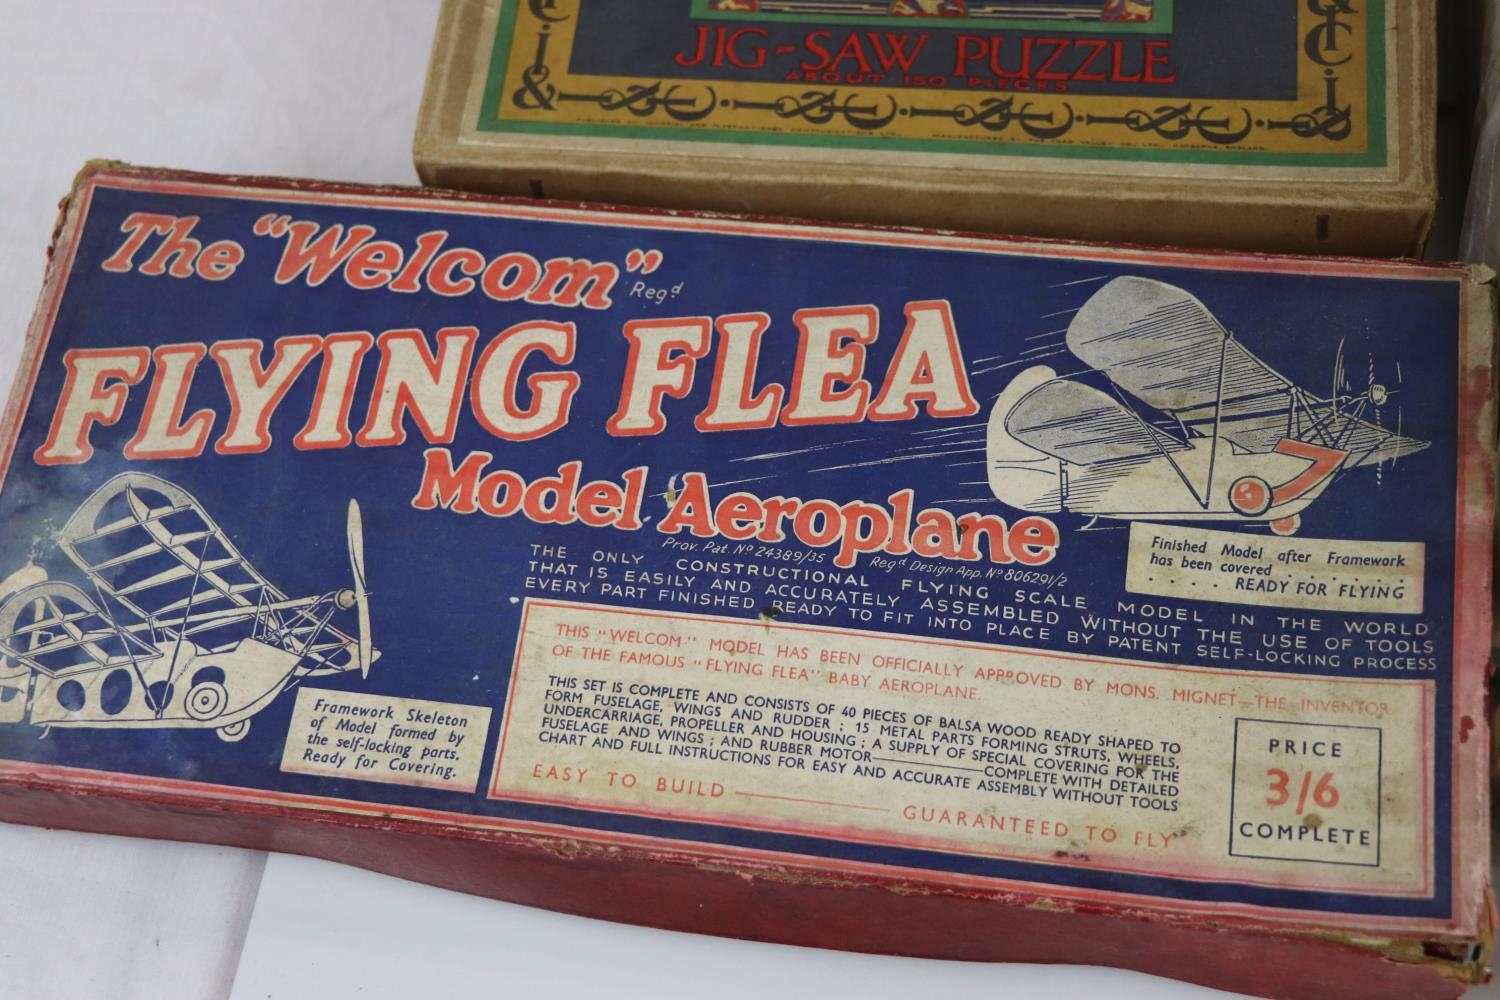 JIG-SAW PUZZLE
ABOUT 150 PIECES
The "Welcom" Regd
FLYING FLEA
Model Aeroplane
Prov. Pat. No 24389/35 Regd Design App. No 806291/2
THE ONLY CONSTRUCTIONAL FLYING SCALE MODEL IN THE WORLD
THAT IS EASILY AND ACCURATELY ASSEMBLED WITHOUT THE USE OF TOOLS
EVERY PART FINISHED READY TO FIT INTO PLACE BY PATENT SELF-LOCKING PROCESS
7
Finished Model after Framework
has been covered . . . . . . . .
. . . . . READY FOR FLYING
Framework Skeleton
of Model formed by
the self-locking parts.
Ready for Covering.
THIS "WELCOM" MODEL HAS BEEN OFFICIALLY APPROVED BY MONS. MIGNET—THE INVENTOR
OF THE FAMOUS "FLYING FLEA" BABY AEROPLANE.
THIS SET IS COMPLETE AND CONSISTS OF 40 PIECES OF BALSA WOOD READY SHAPED TO
FORM FUSELAGE, WINGS AND RUDDER; 15 METAL PARTS FORMING STRUTS, WHEELS,
UNDERCARRIAGE, PROPELLER AND HOUSING; A SUPPLY OF SPECIAL COVERING FOR THE
FUSELAGE AND WINGS; AND RUBBER MOTOR———COMPLETE WITH DETAILED
CHART AND FULL INSTRUCTIONS FOR EASY AND ACCURATE ASSEMBLY WITHOUT TOOLS
EASY TO BUILD ——— GUARANTEED TO FLY
PRICE
3/6
COMPLETE